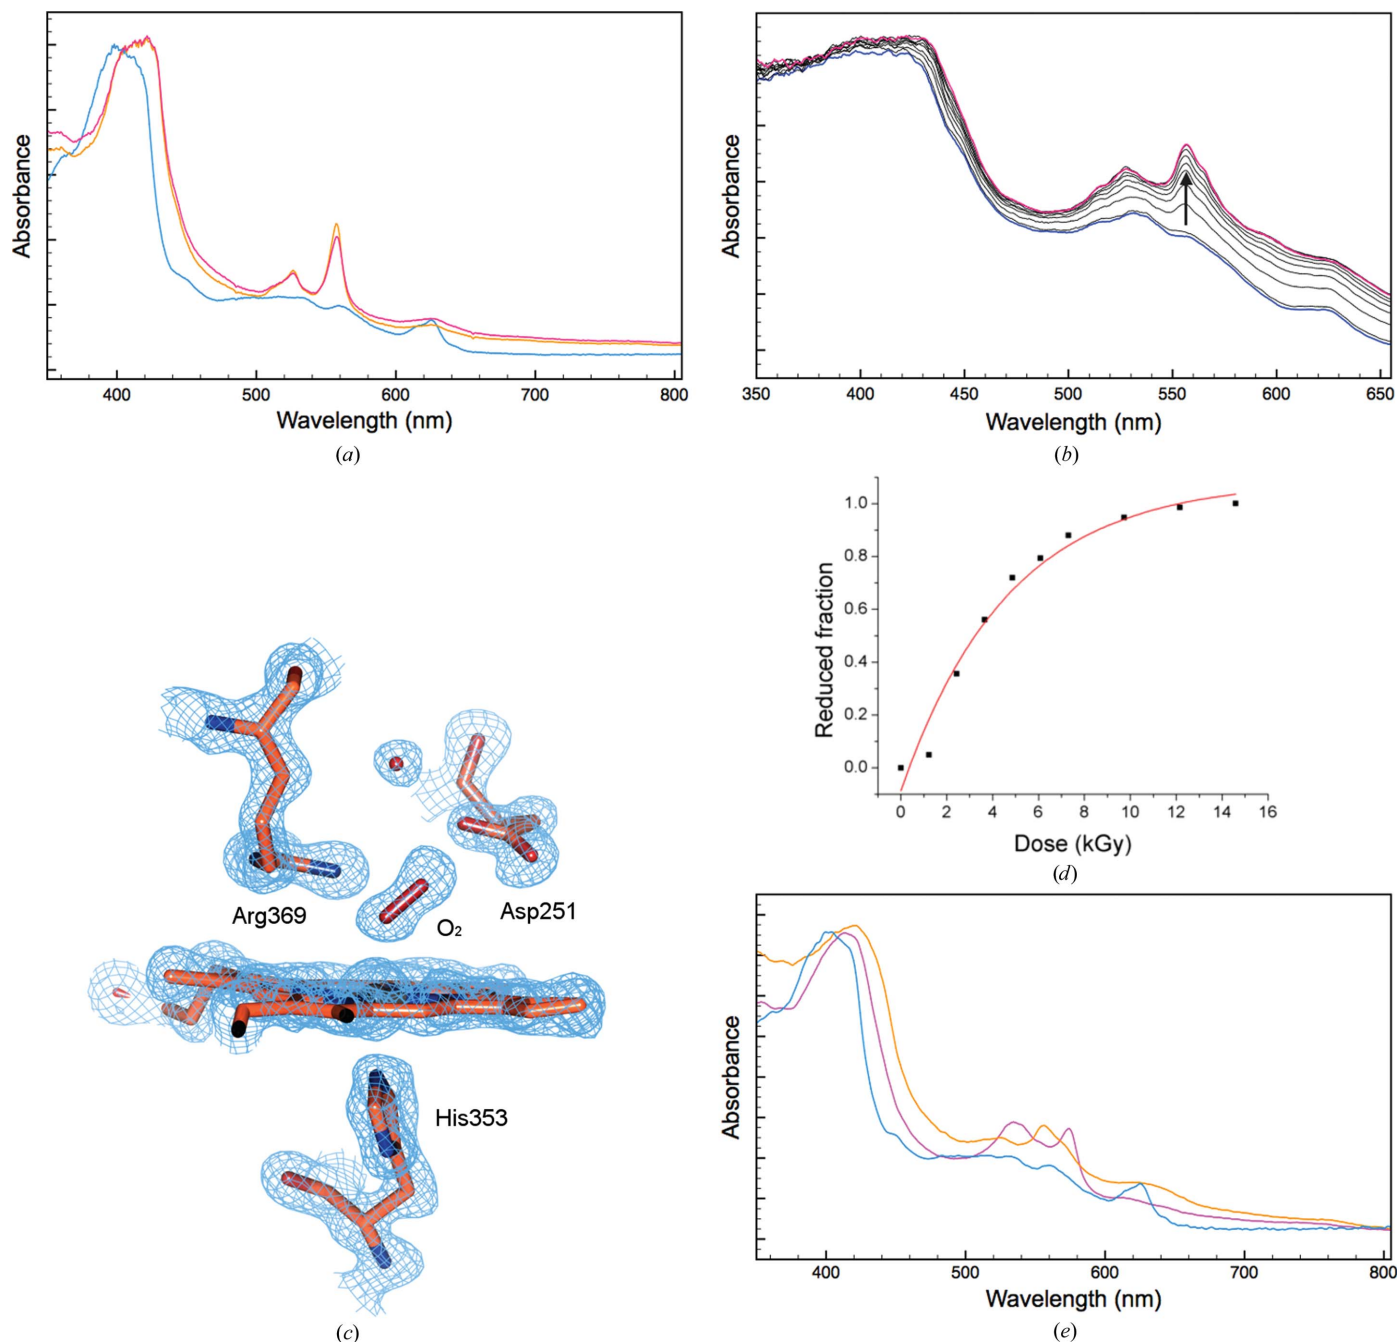 Absorbance
400
500
600
700
800
Wavelength (nm)
(a)
Absorbance
350
400
450
500
550
600
650
Wavelength (nm)
(b)
Arg369
O₂
Asp251
His353
(c)
Reduced fraction
1.0
0.8
0.6
0.4
0.2
0.0
0
2
4
6
8
10
12
14
16
Dose (kGy)
(d)
Absorbance
400
500
600
700
800
Wavelength (nm)
(e)